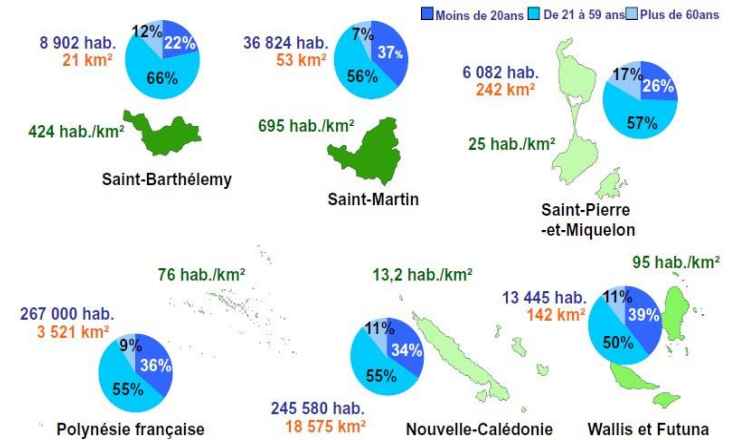 Moins de 20ans De 21 à 59 ans Plus de 60ans
8 902 hab.
21 km²
12%
22%
66%
424 hab./km²
Saint-Barthélemy
36 824 hab.
53 km²
7%
37%
56%
695 hab./km²
Saint-Martin
6 082 hab.
242 km²
17%
26%
57%
25 hab./km²
Saint-Pierre
-et-Miquelon
76 hab./km²
267 000 hab.
3 521 km²
9%
36%
55%
Polynésie française
13,2 hab./km²
11%
34%
55%
245 580 hab.
18 575 km²
Nouvelle-Calédonie
95 hab./km²
13 445 hab.
142 km²
11%
39%
50%
Wallis et Futuna